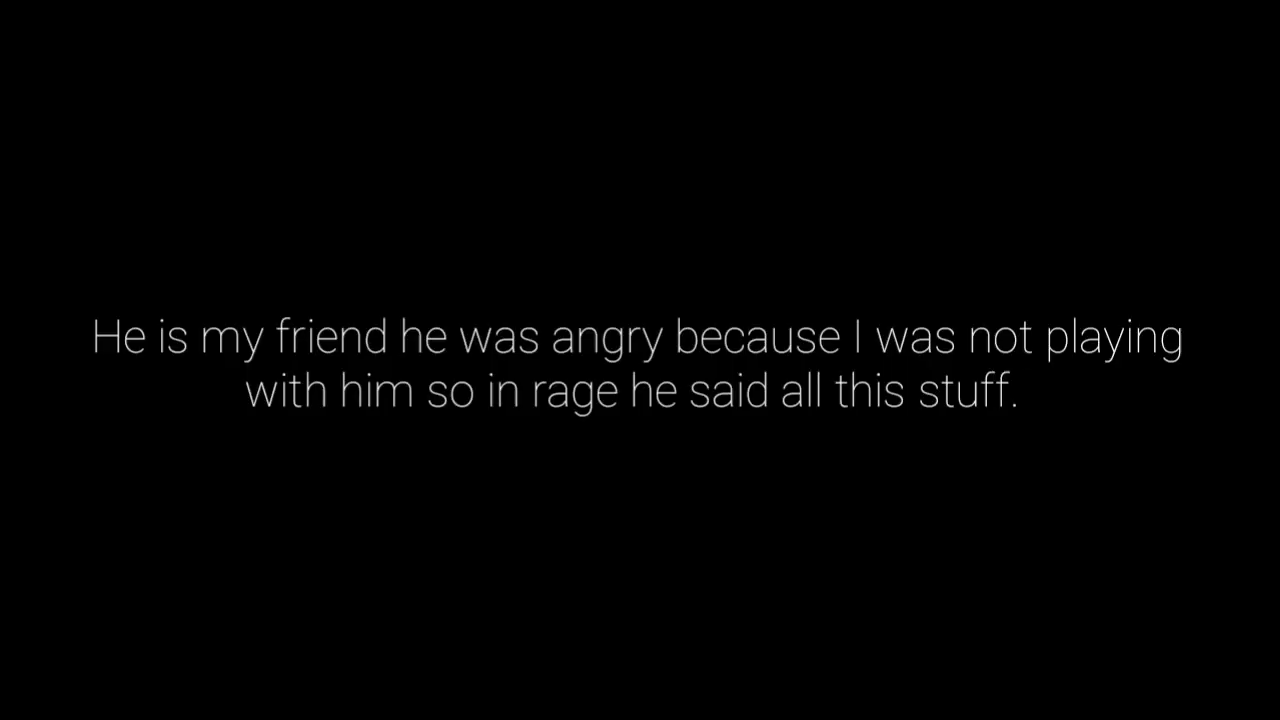 He is my friend he was angry because I was not playing
with him so in rage he said all this stuff.